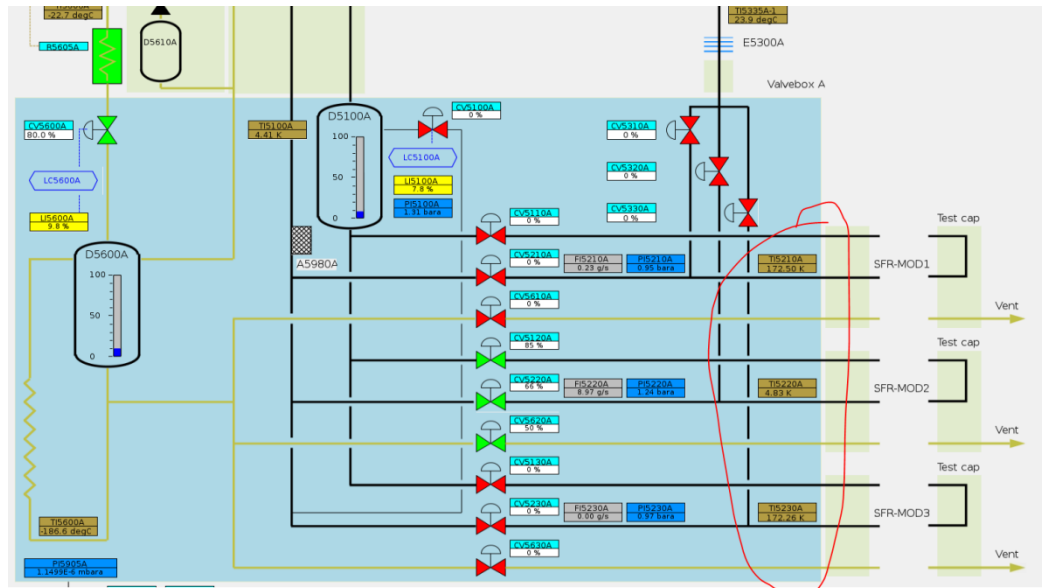 -22.7 degC
R5605A
D5610A
TI5335A-1
23.9 degC
E5300A
Valvebox A
CV5600A
80.0 %
TI5100A
4.41 K
D5100A
100
50
0
CV5100A
0 %
LC5100A
LI5100A
7.8 %
PI5100A
1.31 bara
CV5310A
0 %
CV5320A
0 %
CV5330A
0 %
LC5600A
LI5600A
9.8 %
D5600A
100
50
0
A5980A
CV5110A
0 %
CV5210A
0 %
FI5210A
0.23 g/s
PI5210A
0.95 bara
TI5210A
172.50 K
SFR-MOD1
Test cap
CV5610A
0 %
Vent
CV5120A
85 %
Test cap
CV5220A
66 %
FI5220A
8.97 g/s
PI5220A
1.24 bara
TI5220A
4.83 K
SFR-MOD2
CV5620A
50 %
Vent
CV5130A
0 %
Test cap
CV5230A
0 %
FI5230A
0.00 g/s
PI5230A
0.97 bara
TI5230A
172.26 K
SFR-MOD3
TI5600A
-186.6 degC
CV5630A
0 %
Vent
PI5905A
1.1499E-6 mbara